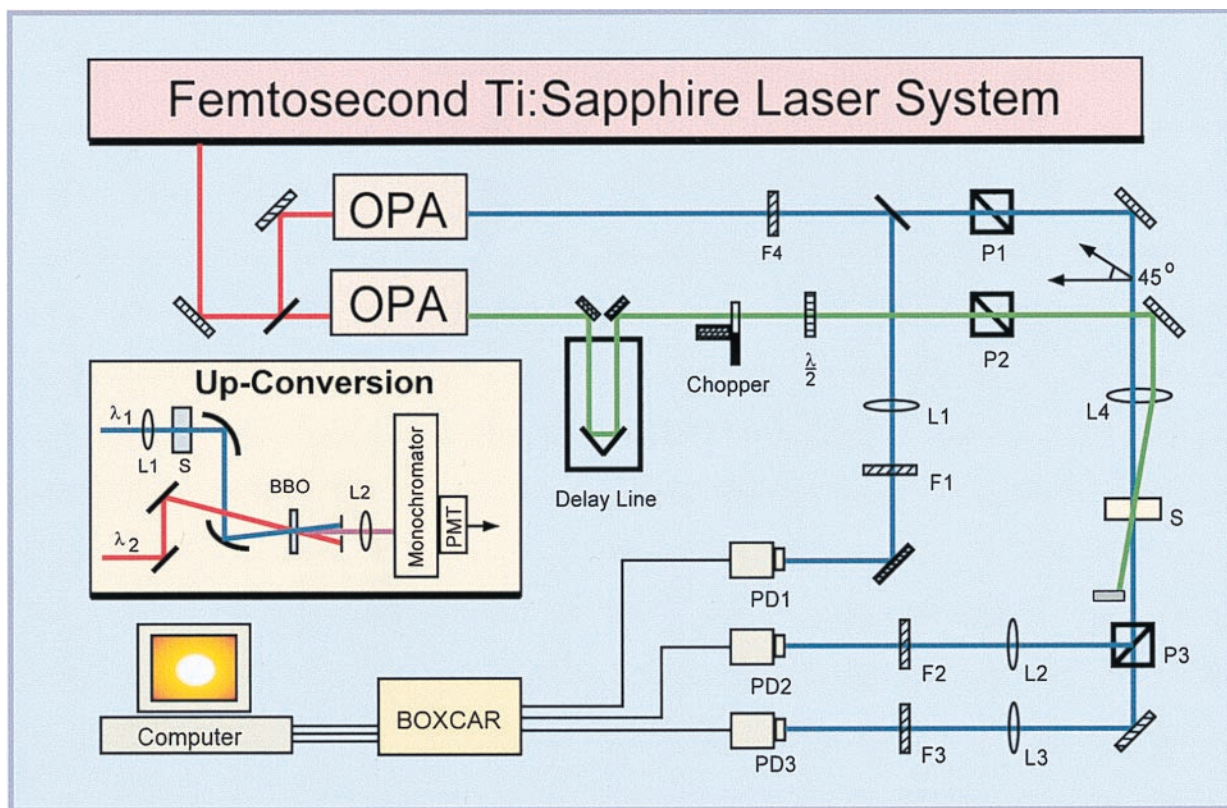 Femtosecond Ti:Sapphire Laser System
OPA
F4
P1
45°
OPA
Chopper
λ/2
P2
L4
L1
F1
S
Delay Line
Up-Conversion
λ1
L1
S
BBO
L2
Monochromator
PMT
λ2
PD1
PD2
F2
L2
P3
PD3
F3
L3
BOXCAR
Computer